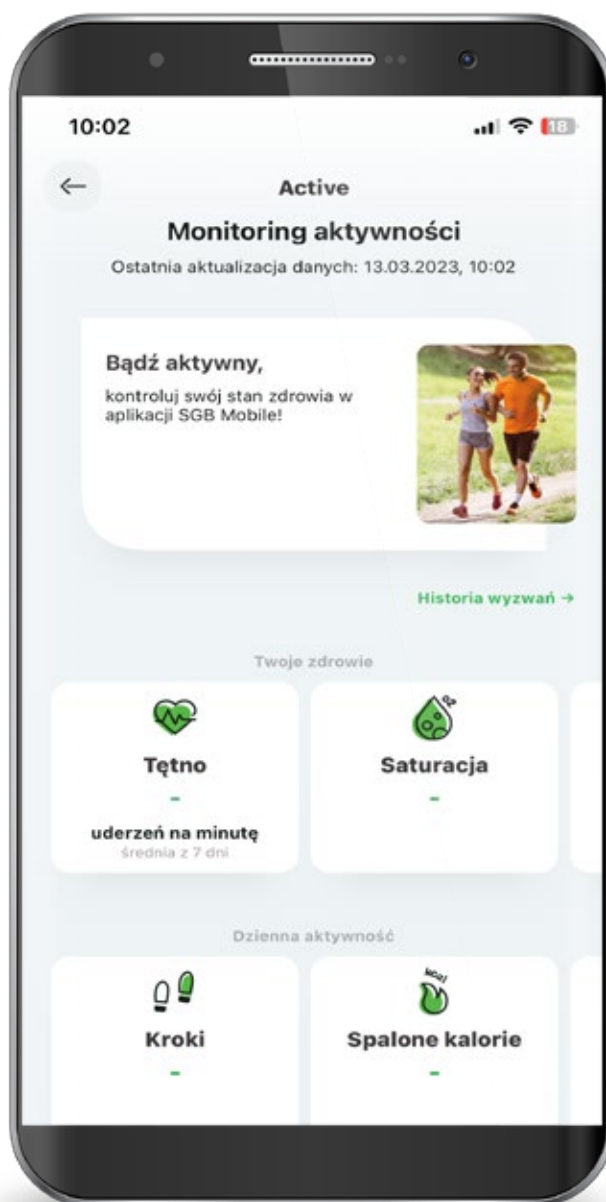 10:02
18
Active
Monitoring aktywności
Ostatnia aktualizacja danych: 13.03.2023, 10:02
Bądź aktywny,
kontroluj swój stan zdrowia w
aplikacji SGB Mobile!
Historia wyzwań →
Twoje zdrowie
Tętno
-
uderzeń na minutę
średnia z 7 dni
Saturacja
-
Dzienna aktywność
Kroki
-
Spalone kalorie
-